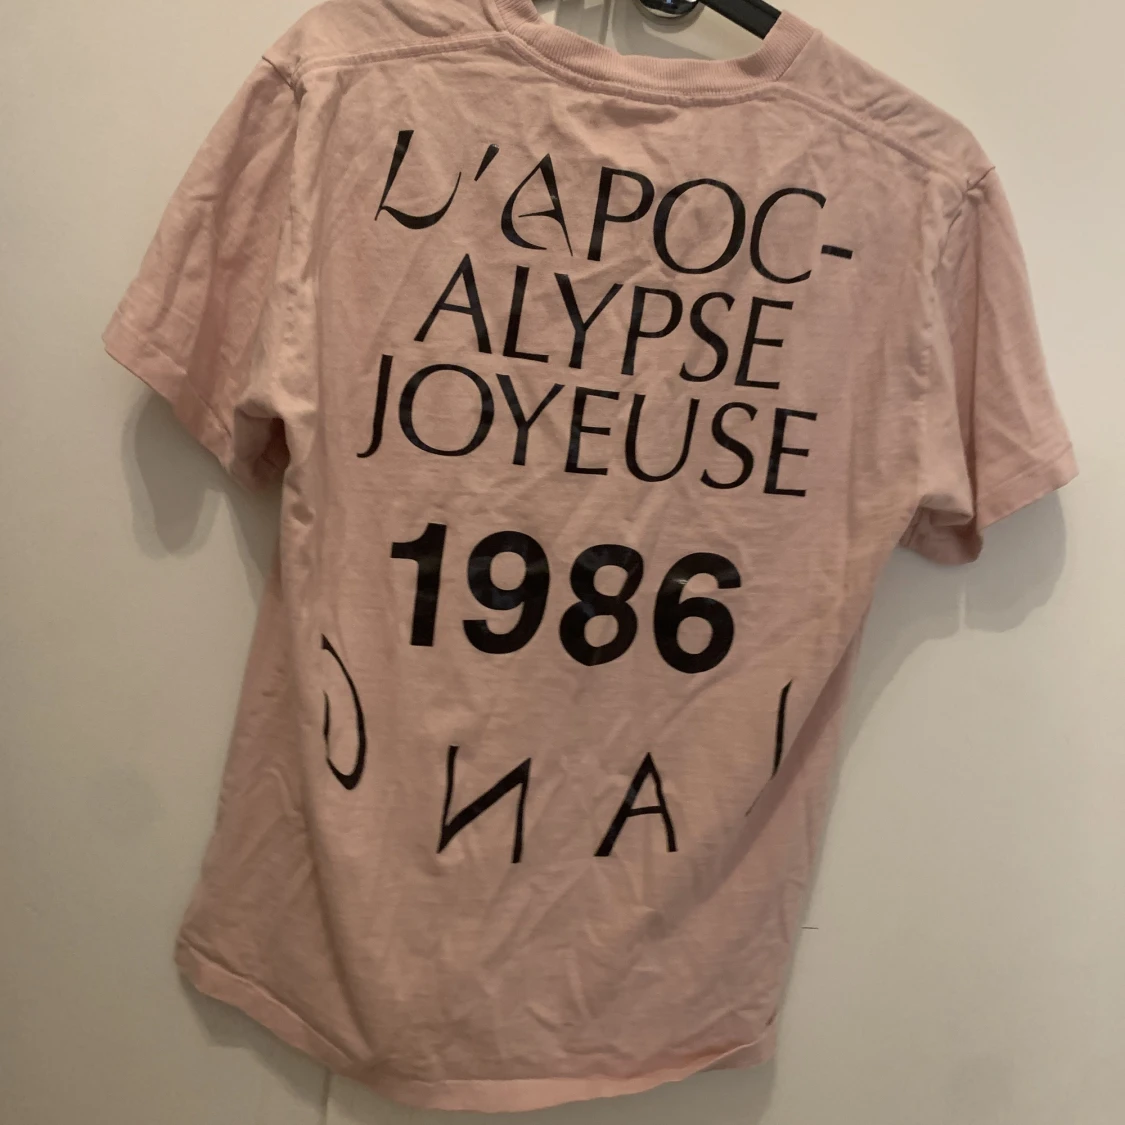 L'APOC-
ALYPSE
JOYEUSE
1986
И A